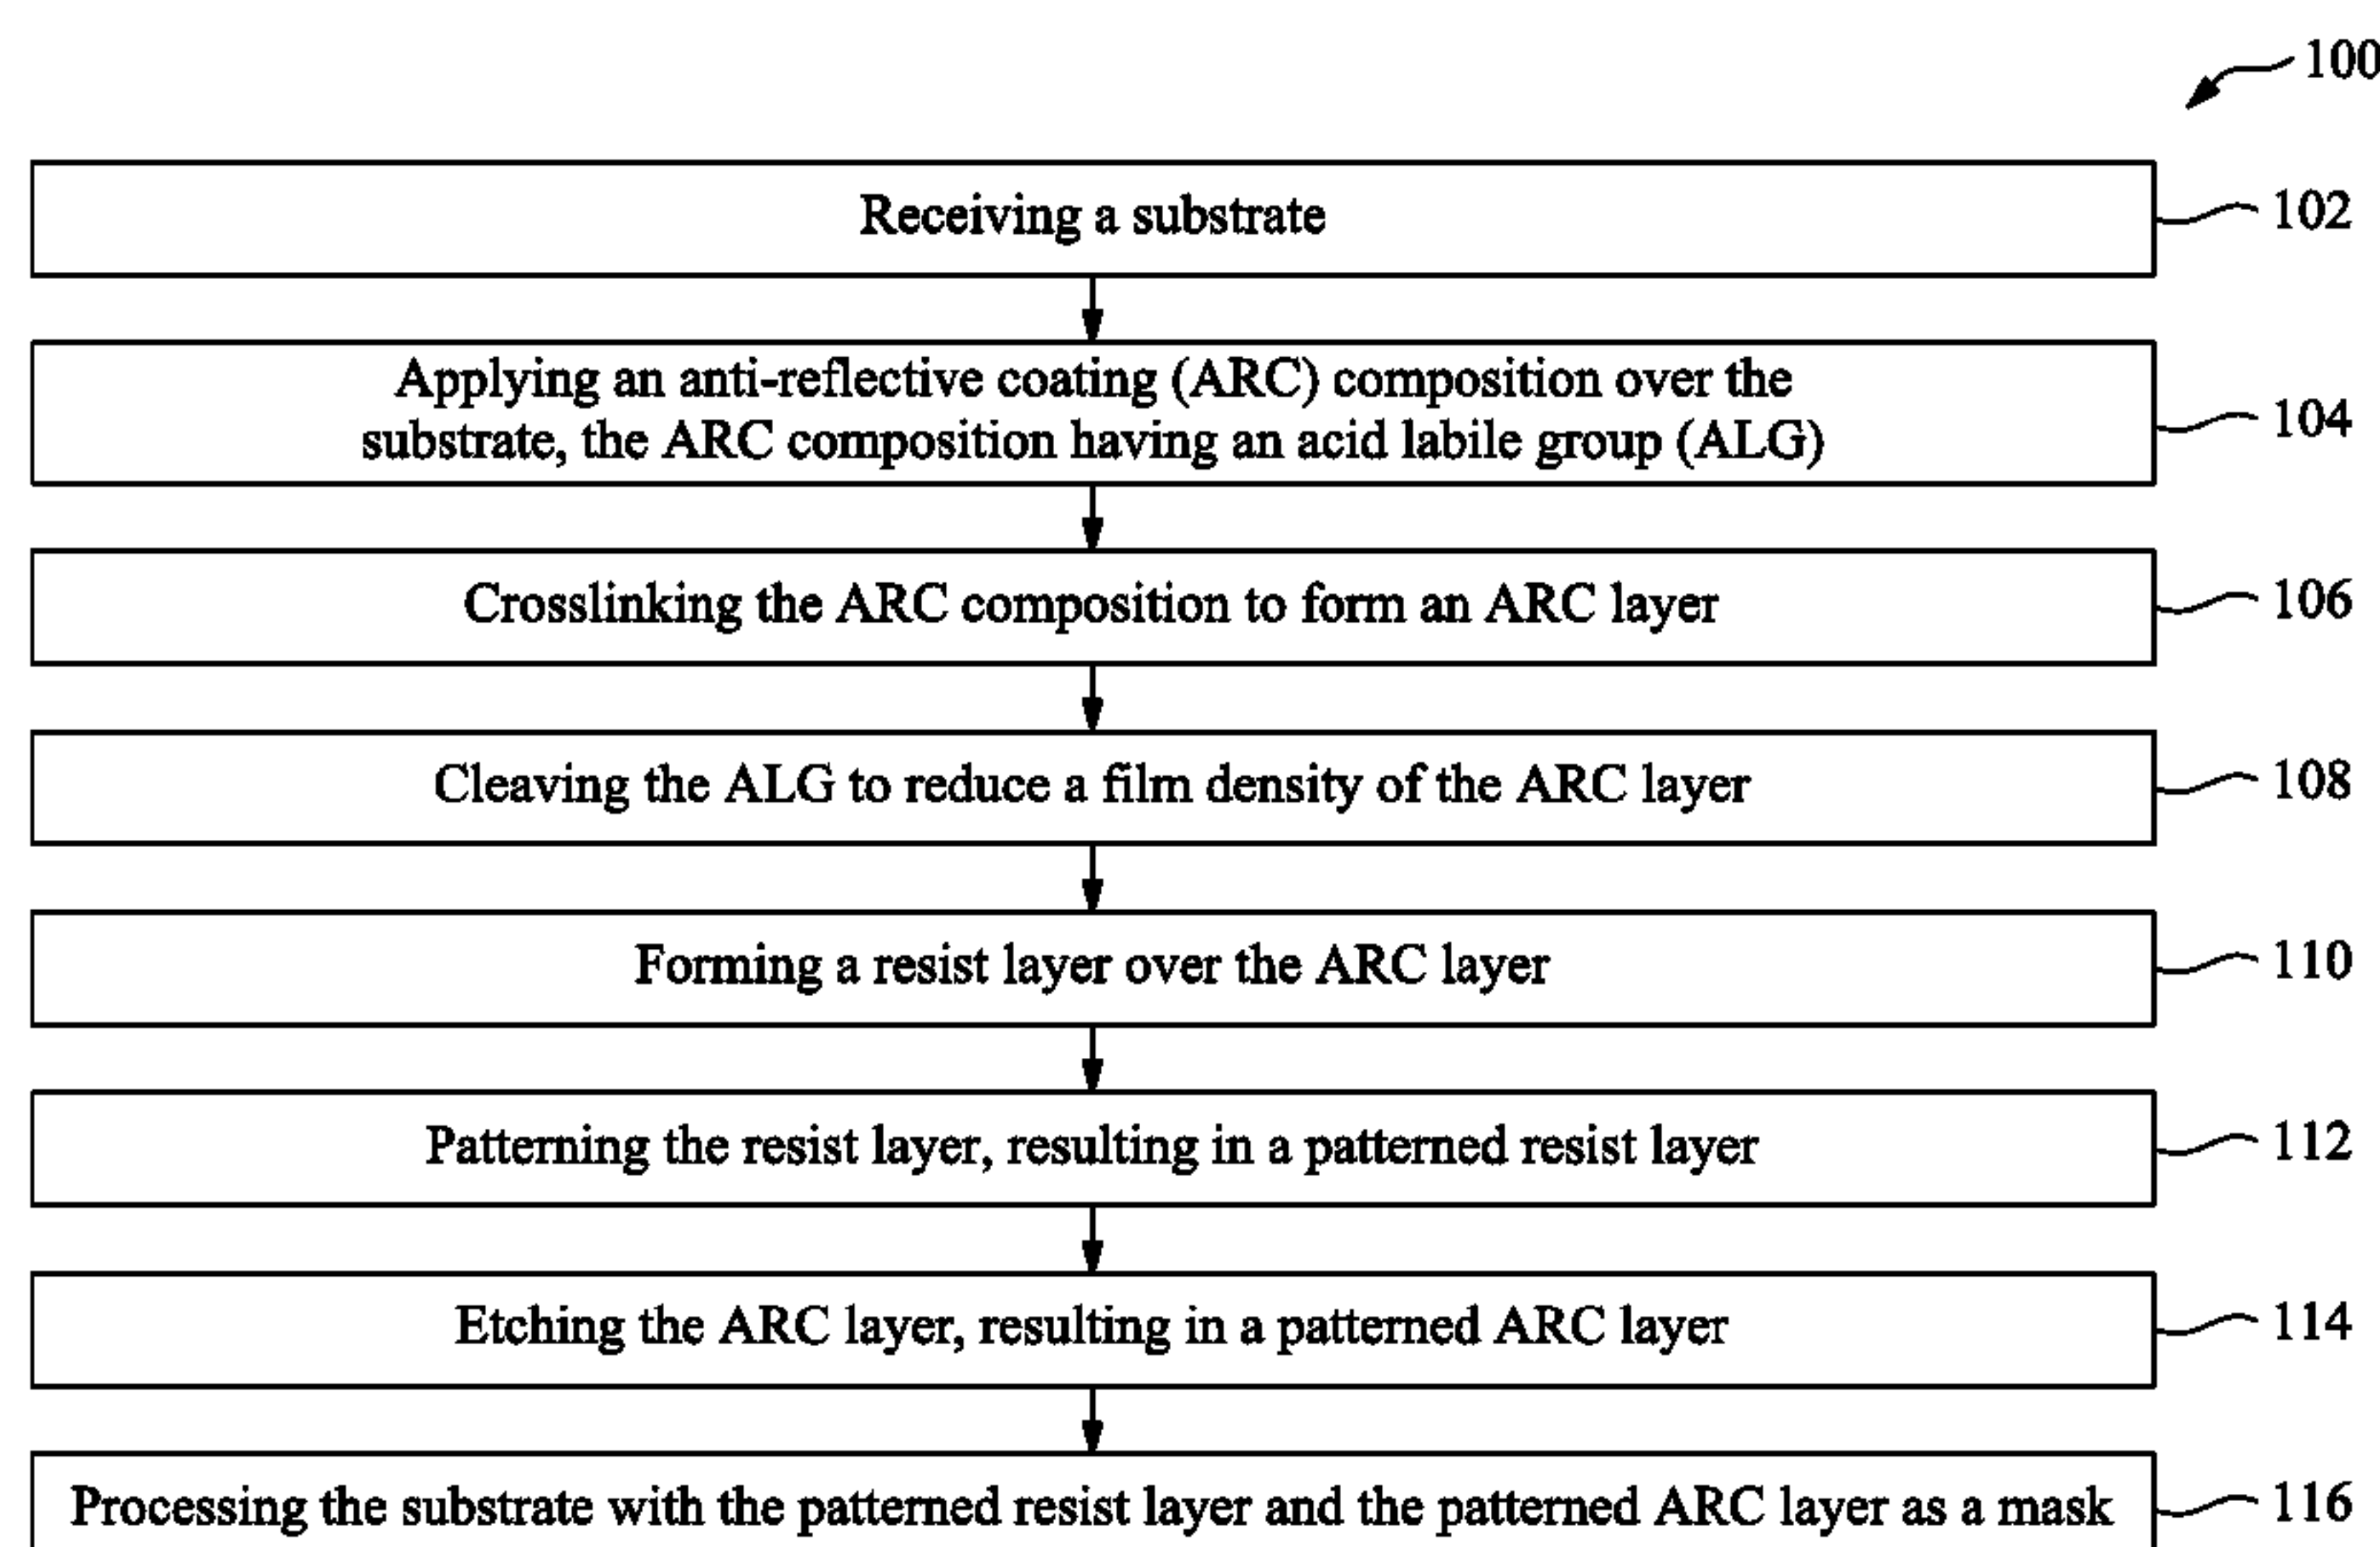 100
Receiving a substrate
102
Applying an anti-reflective coating (ARC) composition over the
substrate, the ARC composition having an acid labile group (ALG)
104
Crosslinking the ARC composition to form an ARC layer
106
Cleaving the ALG to reduce a film density of the ARC layer
108
Forming a resist layer over the ARC layer
110
Patterning the resist layer, resulting in a patterned resist layer
112
Etching the ARC layer, resulting in a patterned ARC layer
114
Processing the substrate with the patterned resist layer and the patterned ARC layer as a mask
116